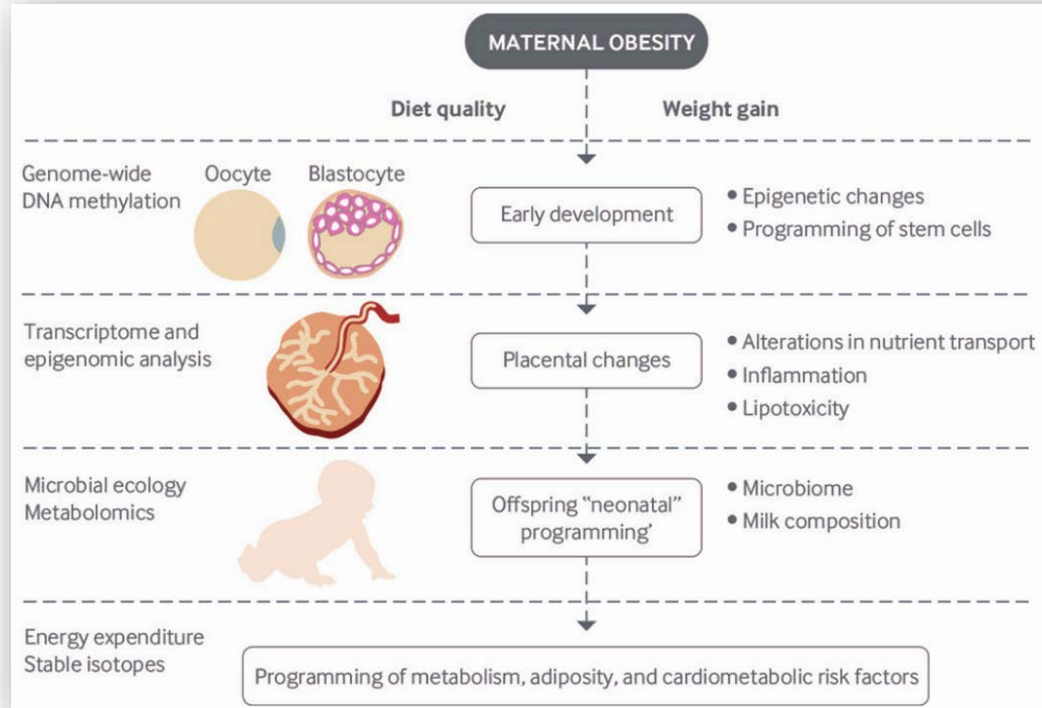 MATERNAL OBESITY
Diet quality
Weight gain
Genome-wide
DNA methylation
Oocyte
Blastocyte
Early development
• Epigenetic changes
• Programming of stem cells
Transcriptome and
epigenomic analysis
Placental changes
• Alterations in nutrient transport
• Inflammation
• Lipotoxicity
Microbial ecology
Metabolomics
Offspring “neonatal”
programming’
• Microbiome
• Milk composition
Energy expenditure
Stable isotopes
Programming of metabolism, adiposity, and cardiometabolic risk factors